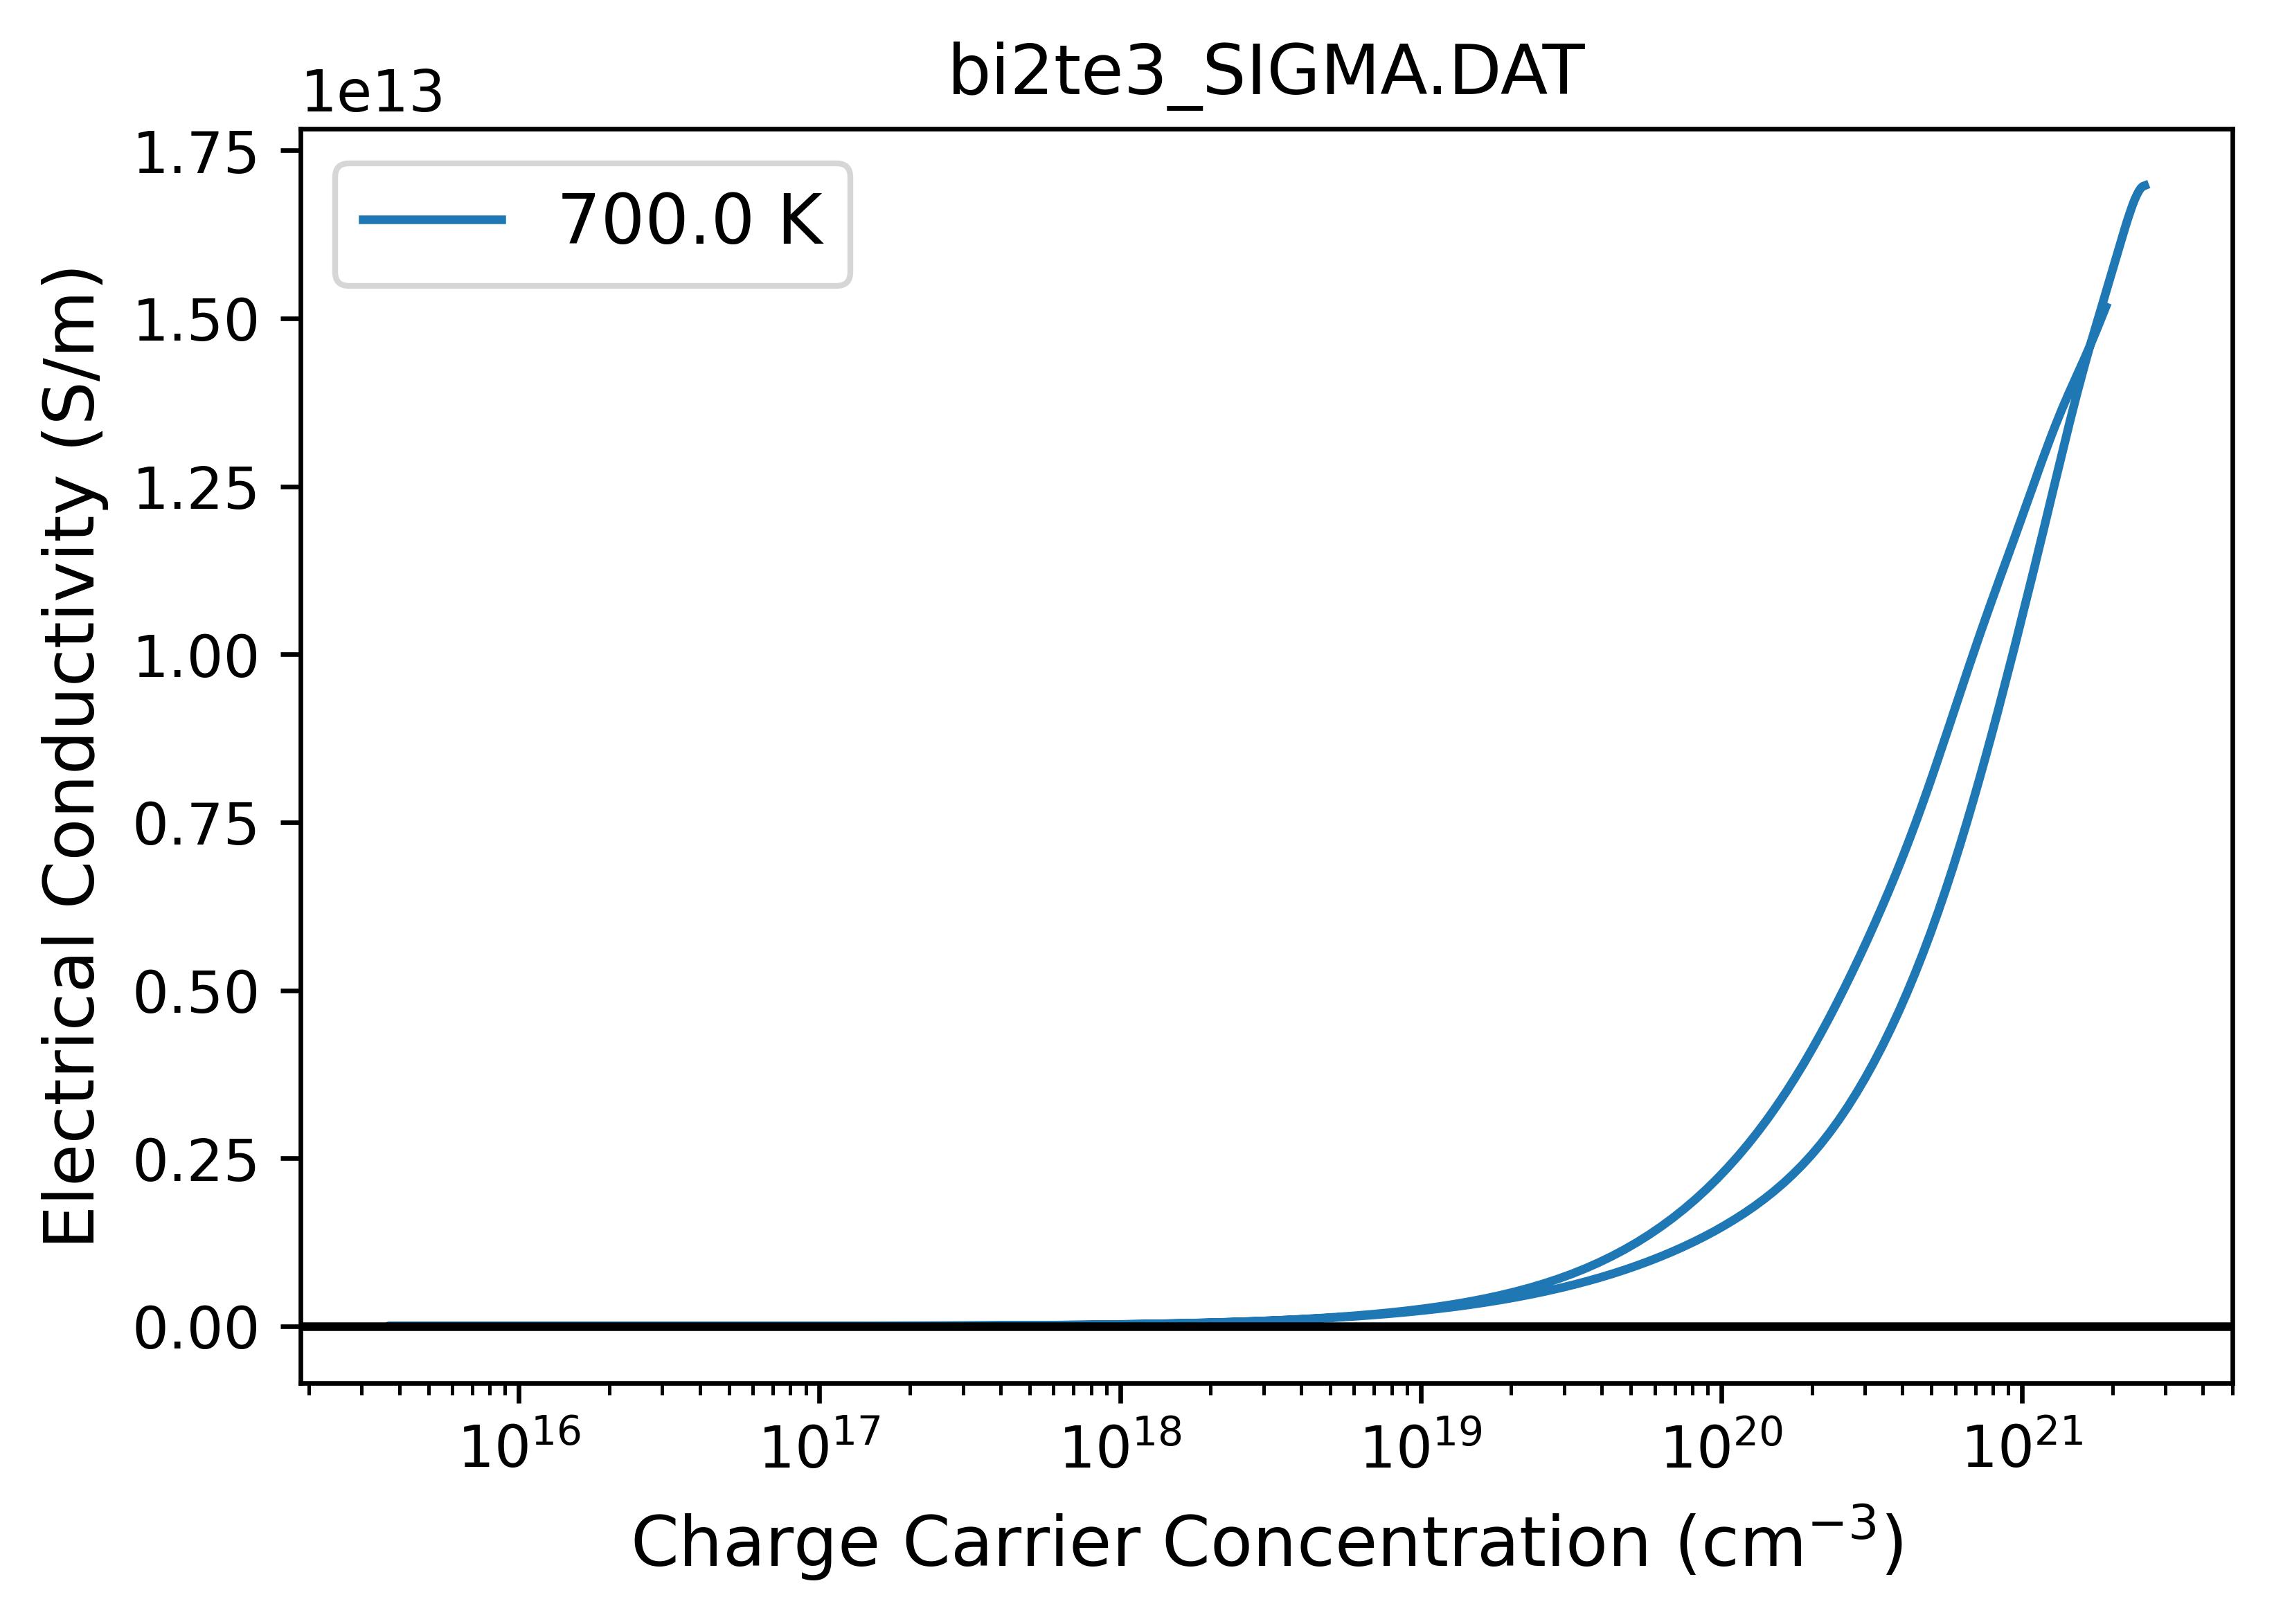 bi2te3_SIGMA.DAT
1e13
700.0 K
Electrical Conductivity (S/m)
1.75
1.50
1.25
1.00
0.75
0.50
0.25
0.00
10¹⁶ 10¹⁷ 10¹⁸ 10¹⁹ 10²⁰ 10²¹
Charge Carrier Concentration (cm⁻³)